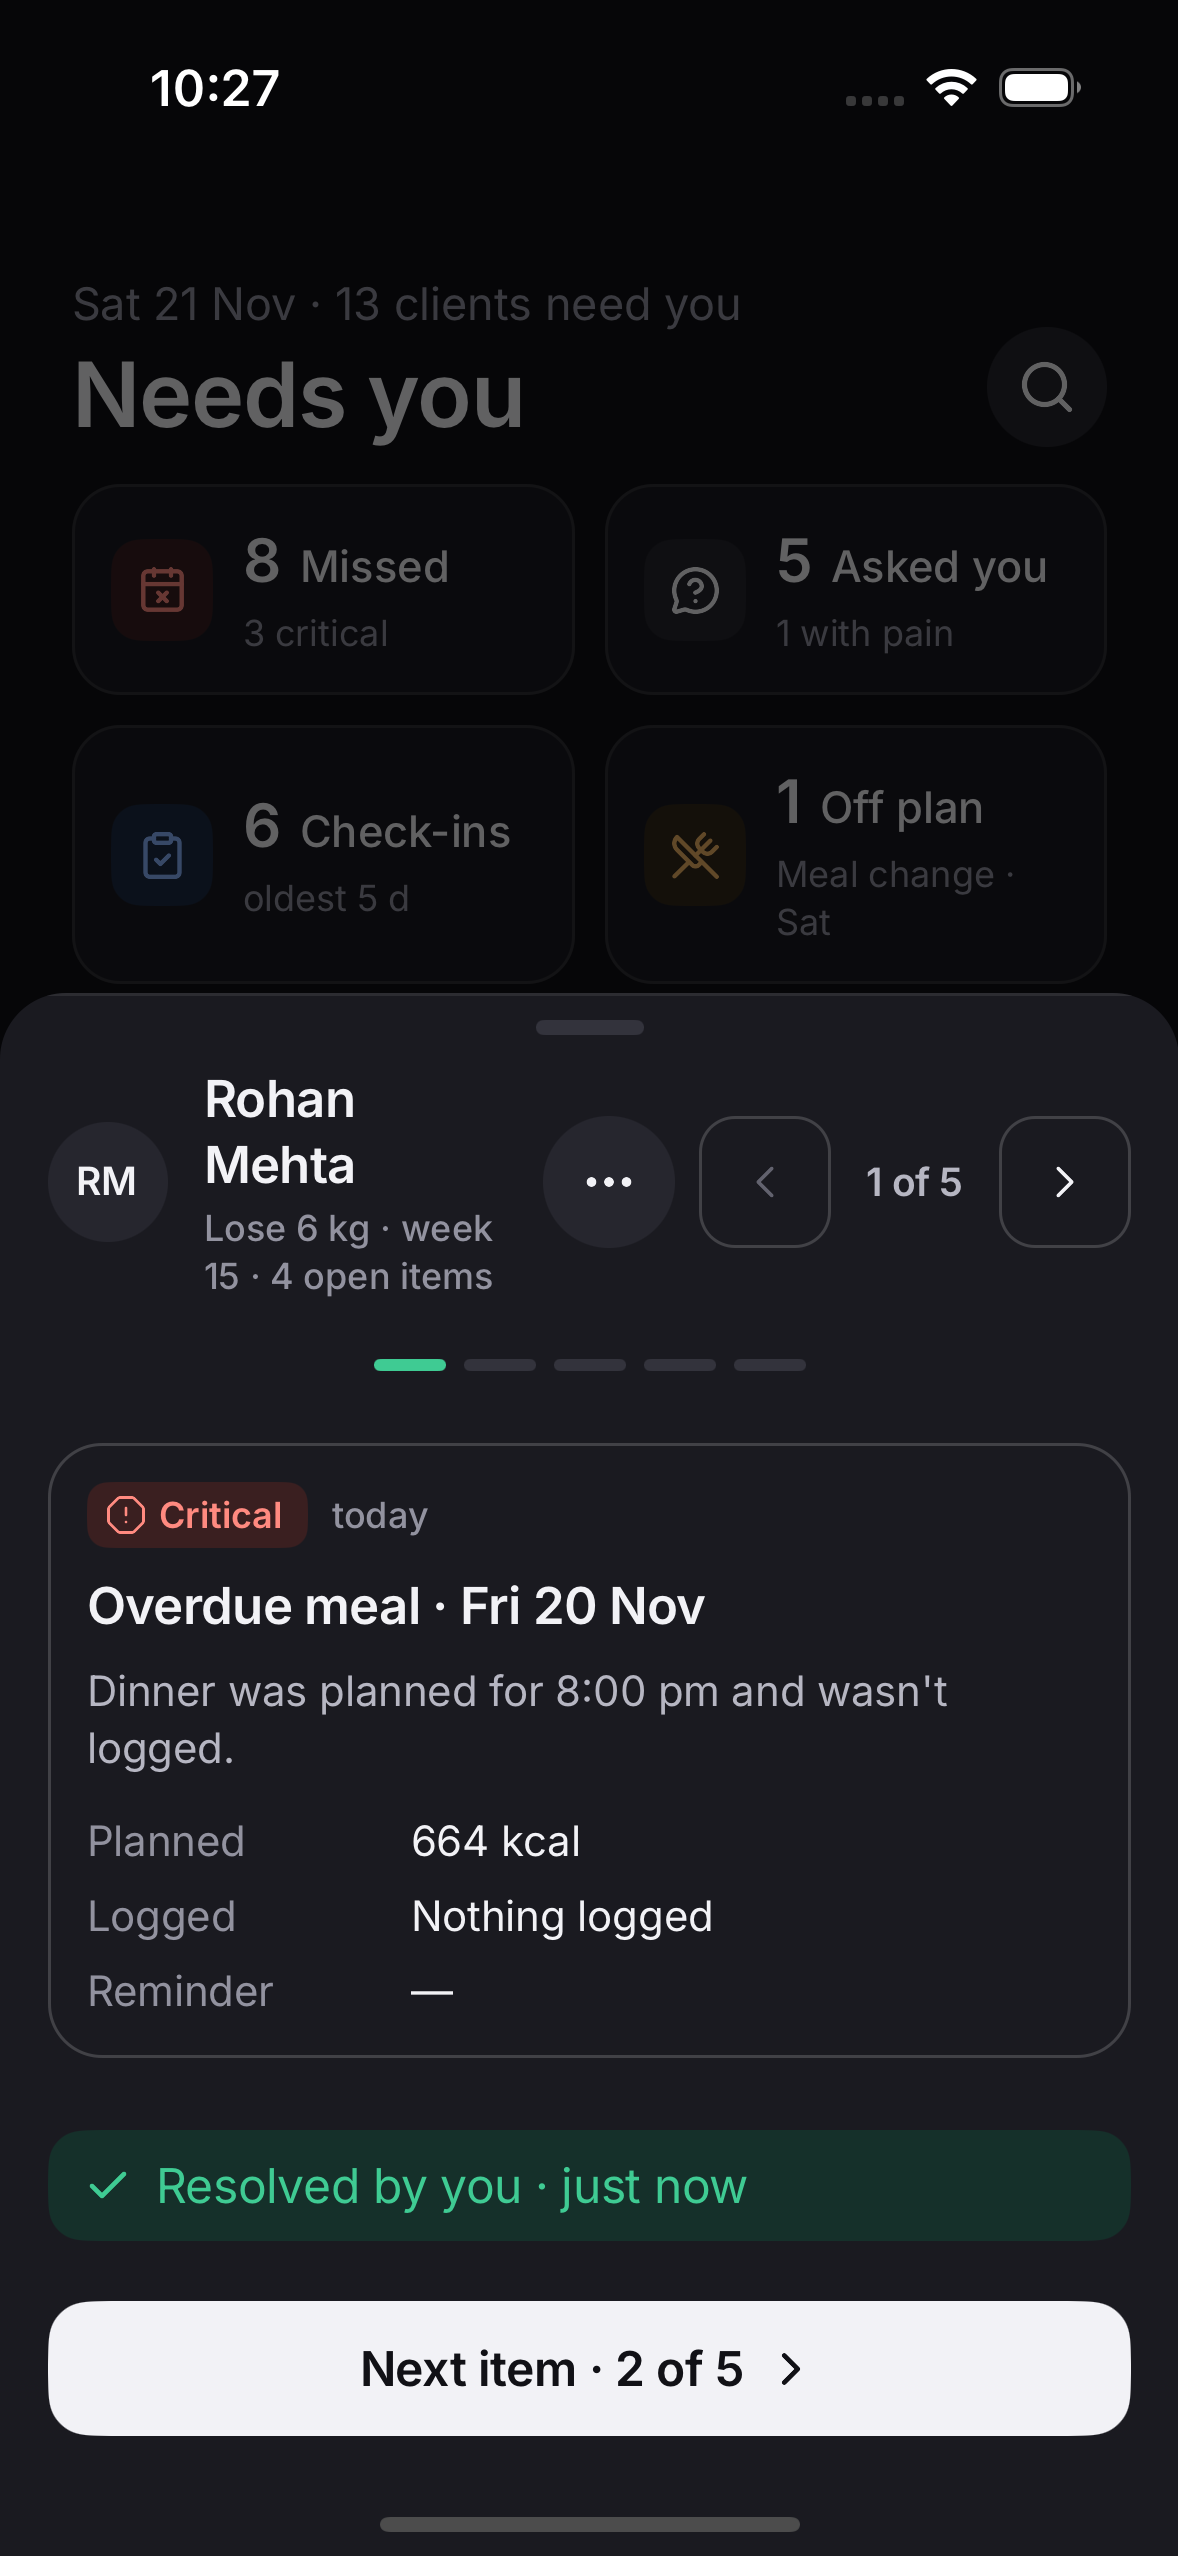 10:27
Sat 21 Nov · 13 clients need you
Needs you
8 Missed
3 critical
5 Asked you
1 with pain
6 Check-ins
oldest 5 d
1 Off plan
Meal change ·
Sat
RM
Rohan
Mehta
Lose 6 kg · week
15 · 4 open items
1 of 5
Critical today
Overdue meal · Fri 20 Nov
Dinner was planned for 8:00 pm and wasn't
logged.
Planned 664 kcal
Logged Nothing logged
Reminder —
Resolved by you · just now
Next item · 2 of 5